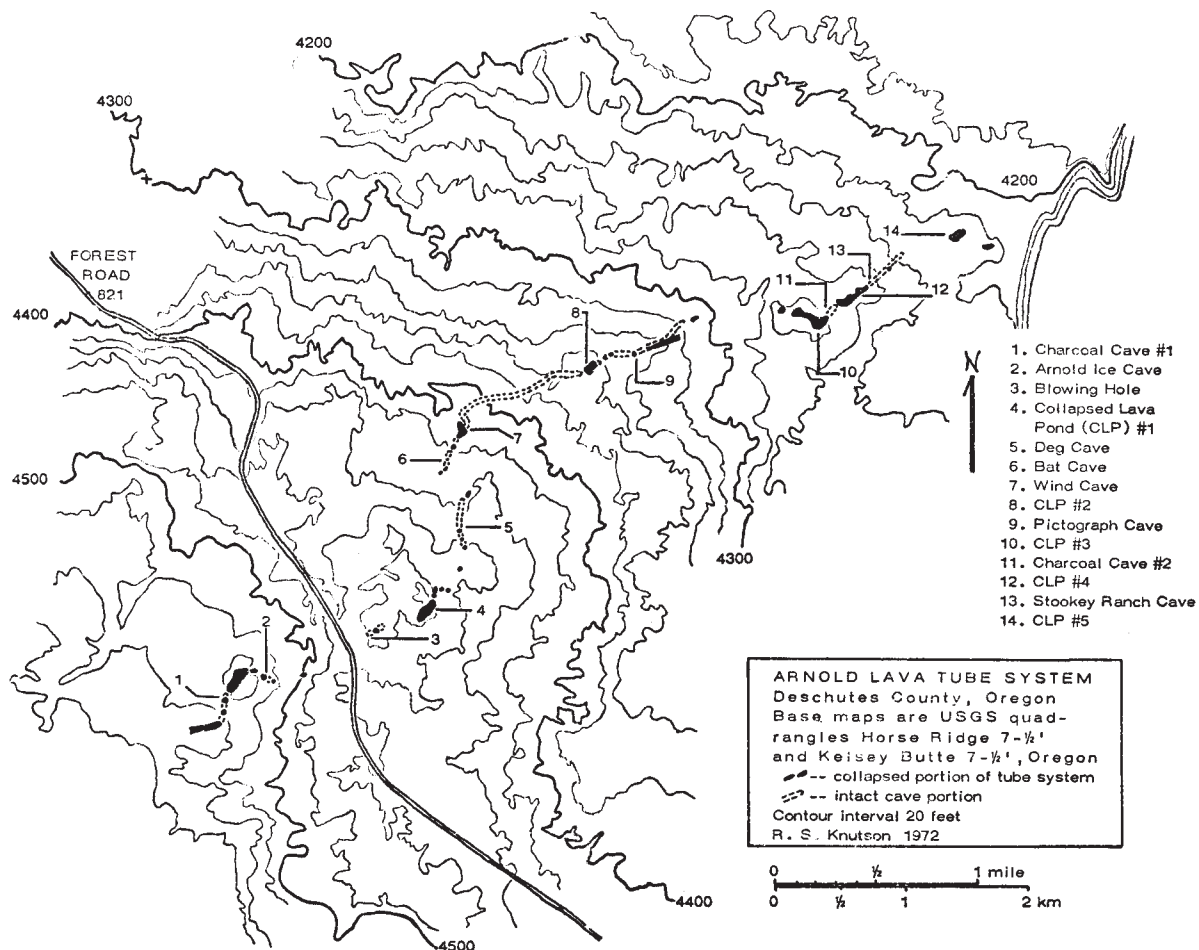 4200
4300
4200
14
FOREST
ROAD
821
13
11
12
4400
8
10
9
N
1. Charcoal Cave #1
2. Arnold Ice Cave
3. Blowing Hole
4. Collapsed Lava
Pond (CLP) #1
5. Deg Cave
6. Bat Cave
7. Wind Cave
8. CLP #2
9. Pictograph Cave
10. CLP #3
11. Charcoal Cave #2
12. CLP #4
13. Stookey Ranch Cave
14. CLP #5
7
6
4500
5
4300
4
3
2
1
ARNOLD LAVA TUBE SYSTEM
Deschutes County, Oregon
Base maps are USGS quad-
rangles Horse Ridge 7-½'
and Kelsey Butte 7-½', Oregon
-- collapsed portion of tube system
-- intact cave portion
Contour interval 20 feet
R. S. Knutson 1972
0 ½ 1 mile
0 ½ 1 2 km
4400
4500